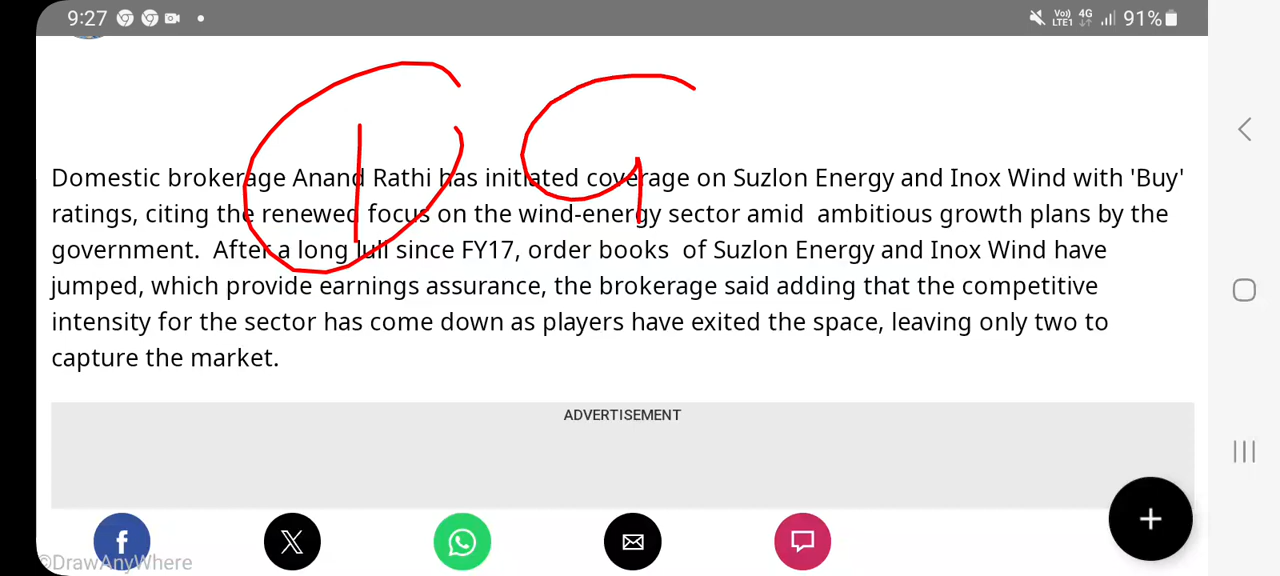 9:27
Vo) 4G
LTE1
91%
Domestic brokerage Anand Rathi has initiated coverage on Suzlon Energy and Inox Wind with 'Buy'
ratings, citing the renewed focus on the wind-energy sector amid ambitious growth plans by the
government. After a long lull since FY17, order books of Suzlon Energy and Inox Wind have
jumped, which provide earnings assurance, the brokerage said adding that the competitive
intensity for the sector has come down as players have exited the space, leaving only two to
capture the market.
ADVERTISEMENT
©DrawAnyWhere